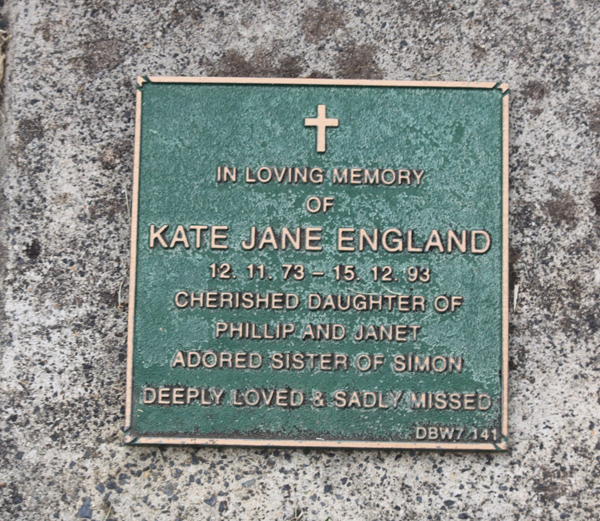 IN LOVING MEMORY
OF
KATE JANE ENGLAND
12. 11. 73 – 15. 12. 93
CHERISHED DAUGHTER OF
PHILLIP AND JANET
ADORED SISTER OF SIMON
DEEPLY LOVED & SADLY MISSED
DBW7 141